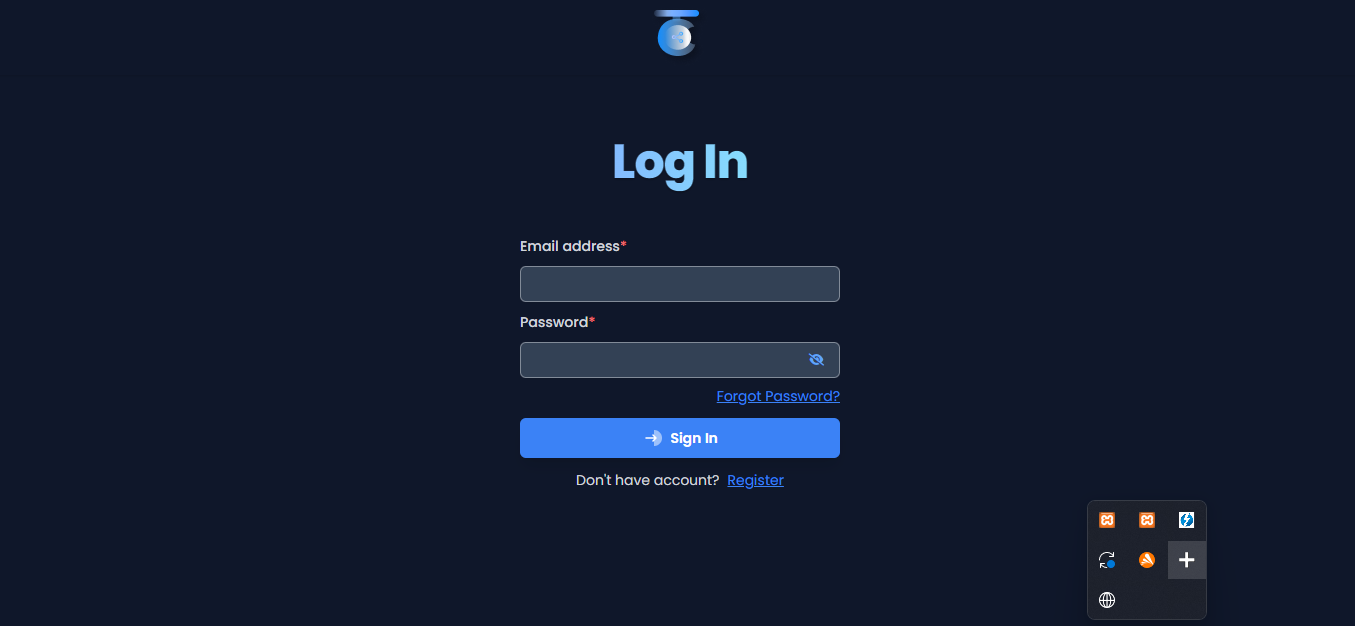 Log In
Email address*
Password*
Forgot Password?
Sign In
Don't have account? Register